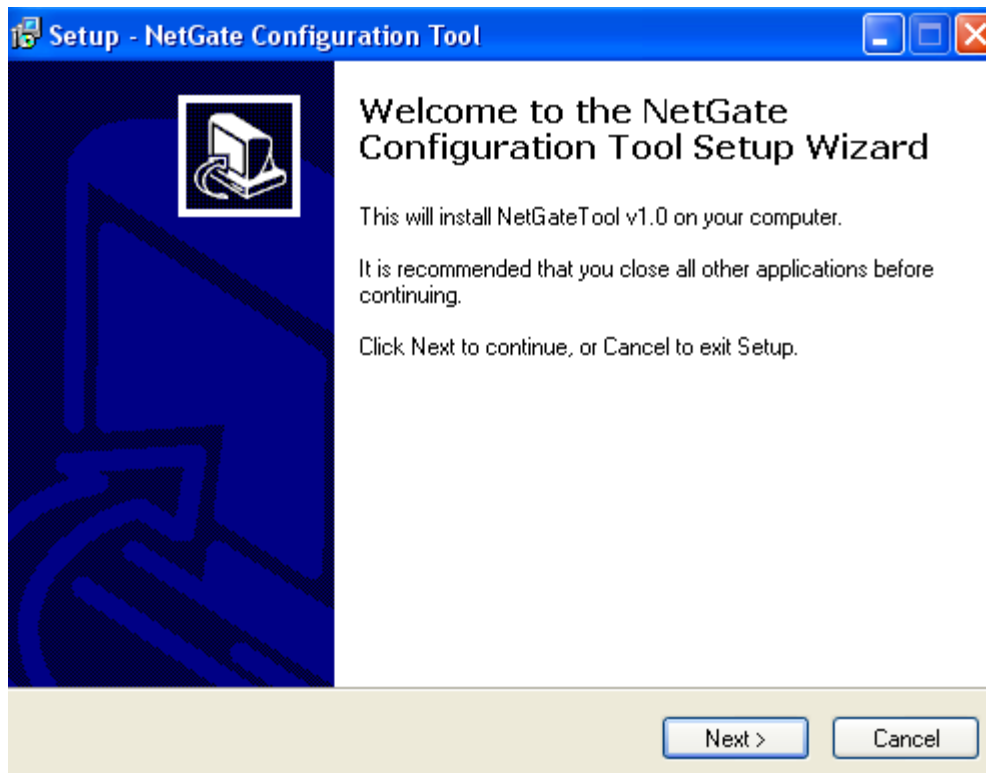 Setup - NetGate Configuration Tool
Welcome to the NetGate
Configuration Tool Setup Wizard
This will install NetGateTool v1.0 on your computer.
It is recommended that you close all other applications before
continuing.
Click Next to continue, or Cancel to exit Setup.
Next >
Cancel